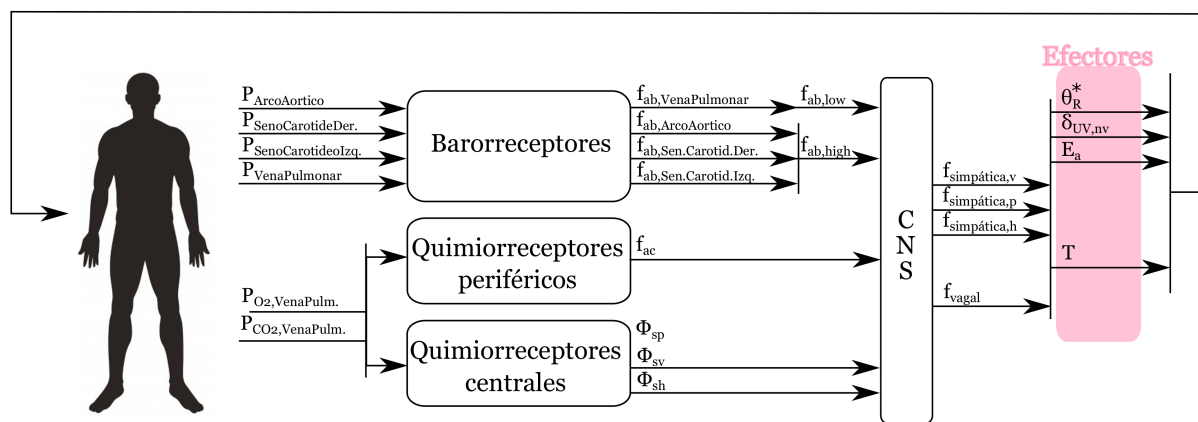 Efectores
P_ArcoAortico
P_SenoCarotideDer.
P_SenoCarotideoIzq.
P_VenaPulmonar
Barorreceptores
f_ab,VenaPulmonar
f_ab,ArcoAortico
f_ab,Sen.Carotid.Der.
f_ab,Sen.Carotid.Izq.
f_ab,low
f_ab,high
P_O2,VenaPulm.
P_CO2,VenaPulm.
Quimiorreceptores
periféricos
f_ac
Quimiorreceptores
centrales
Φ_sp
Φ_sv
Φ_sh
C
N
S
f_simpática,v
f_simpática,p
f_simpática,h
f_vagal
θ_R^*
δ_UV,nv
E_a
T